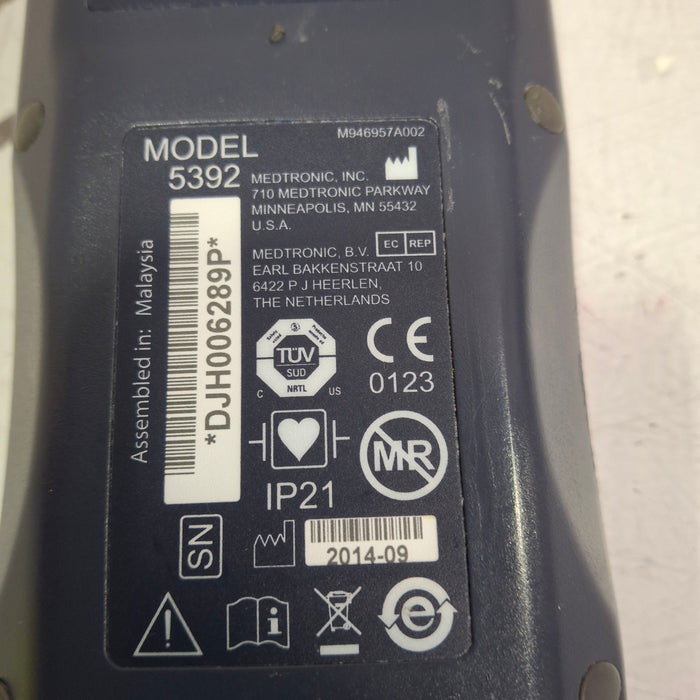 M946957A002
MODEL
5392
MEDTRONIC, INC.
710 MEDTRONIC PARKWAY
MINNEAPOLIS, MN 55432
U.S.A.
EC REP
MEDTRONIC, B.V.
EARL BAKKENSTRAAT 10
6422 P J HEERLEN,
THE NETHERLANDS
Assembled in: Malaysia
*DJH006289P*
TÜV
SUD
NRTL
C US
CE
0123
MR
IP21
SN
2014-09
i
e